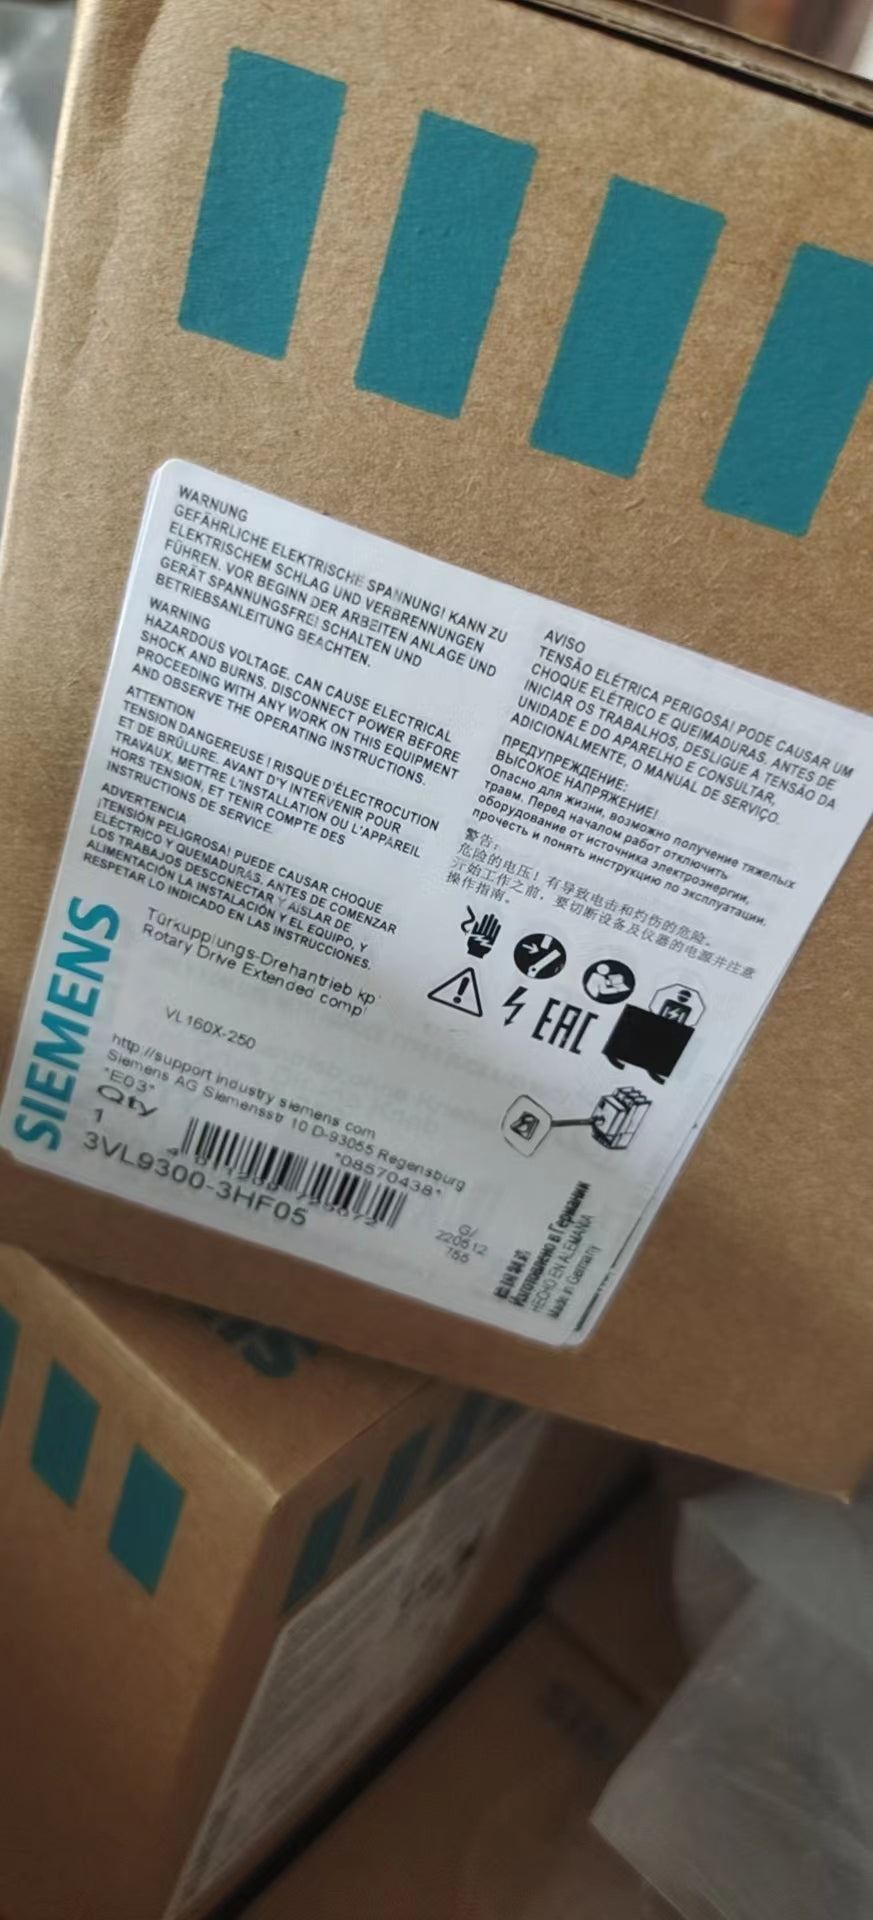 WARNUNG
GEFÄHRLICHE ELEKTRISCHE SPANNUNG! KANN ZU
ELEKTRISCHEM SCHLAG UND VERBRENNUNGEN
FÜHREN. VOR BEGINN DER ARBEITEN ANLAGE UND
GERÄT SPANNUNGSFREI SCHALTEN UND
BETRIEBSANLEITUNG BEACHTEN.
WARNING
HAZARDOUS VOLTAGE. CAN CAUSE ELECTRICAL
SHOCK AND BURNS, DISCONNECT POWER BEFORE
PROCEEDING WITH ANY WORK ON THIS EQUIPMENT
AND OBSERVE THE OPERATING INSTRUCTIONS.
ATTENTION
TENSION DANGEREUSE ! RISQUE D'ÉLECTROCUTION
ET DE BRÛLURE. AVANT D'Y INTERVENIR POUR
TRAVAUX, METTRE L'INSTALLATION OU L'APPAREIL
HORS TENSION, ET TENIR COMPTE DES
INSTRUCTIONS DE SERVICE.
ADVERTENCIA
¡TENSIÓN PELIGROSA! PUEDE CAUSAR CHOQUE
ELÉCTRICO Y QUEMADURAS. ANTES DE COMENZAR
LOS TRABAJOS DESCONECTAR Y AISLAR DE
ALIMENTACIÓN LA INSTALACIÓN Y EL EQUIPO, Y
RESPETAR LO INDICADO EN LAS INSTRUCCIONES.
AVISO
TENSÃO ELÉTRICA PERIGOSA! PODE CAUSAR UM
CHOQUE ELÉTRICO E QUEIMADURAS. ANTES DE
INICIAR OS TRABALHOS, DESLIGUE A TENSÃO DA
UNIDADE E DO APARELHO E CONSULTAR,
ADICIONALMENTE, O MANUAL DE SERVIÇO.
ПРЕДУПРЕЖДЕНИЕ:
ВЫСОКОЕ НАПРЯЖЕНИЕ!
Опасно для жизни, возможно получение тяжелых
травм. Перед началом работ отключить
оборудование от источника электроэнергии,
прочесть и понять инструкцию по эксплуатации.
警告:
危险的电压！有导致电击和灼伤的危险。
开始工作之前，要切断设备及仪器的电源并注意
操作指南。
SIEMENS
Türkupplungs-Drehantrieb kpl
Rotary Drive Extended compl
EAC
VL160X-250
http://support industry siemens com
Siemens AG Siemensstr 10 D-93055 Regensburg
"E03"
*08570438*
Qty
1
3VL9300-3HF05
G/
220512
755
Изготовлено в Германии
HECHO EN ALEMANIA
Made in Germany